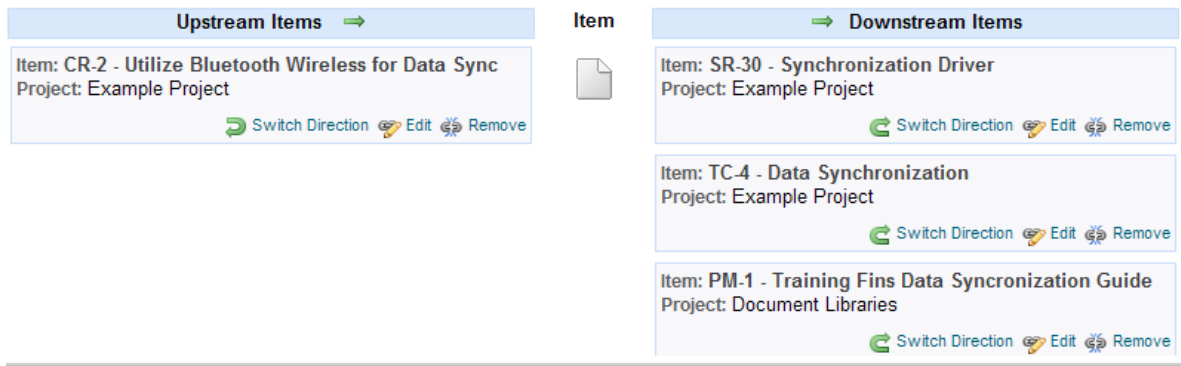 Upstream Items
Item: CR-2 - Utilize Bluetooth Wireless for Data Sync
Project: Example Project
Switch Direction Edit Remove
Item
Downstream Items
Item: SR-30 - Synchronization Driver
Project: Example Project
Switch Direction Edit Remove
Item: TC-4 - Data Synchronization
Project: Example Project
Switch Direction Edit Remove
Item: PM-1 - Training Fins Data Syncronization Guide
Project: Document Libraries
Switch Direction Edit Remove